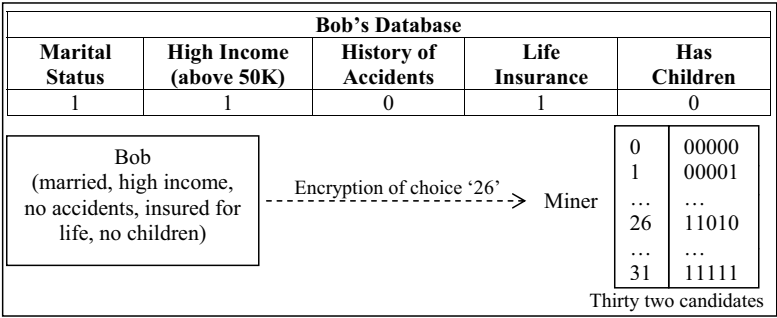 Bob's Database
Marital Status High Income (above 50K) History of Accidents Life Insurance Has Children
1 1 0 1 0
Bob
(married, high income,
no accidents, insured for
life, no children)
Encryption of choice '26'
Miner
0 00000
1 00001
… …
26 11010
… …
31 11111
Thirty two candidates